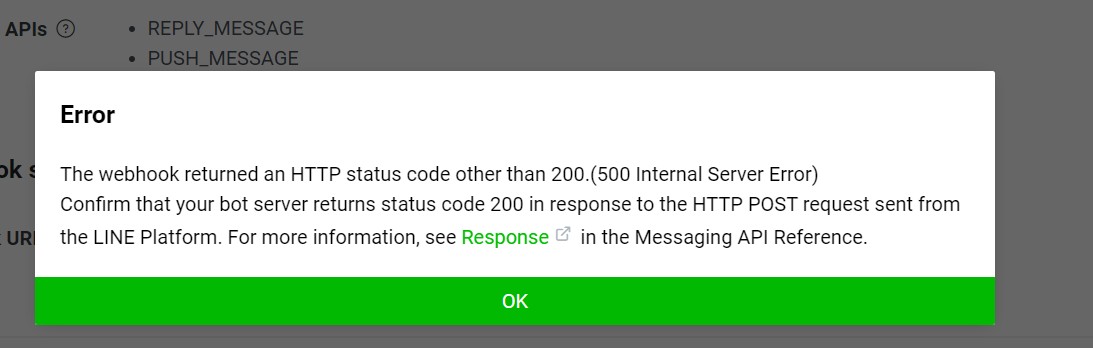 APIs ?
• REPLY_MESSAGE
• PUSH_MESSAGE
Error
ok s
The webhook returned an HTTP status code other than 200.(500 Internal Server Error)
Confirm that your bot server returns status code 200 in response to the HTTP POST request sent from
URI
the LINE Platform. For more information, see Response in the Messaging API Reference.
OK